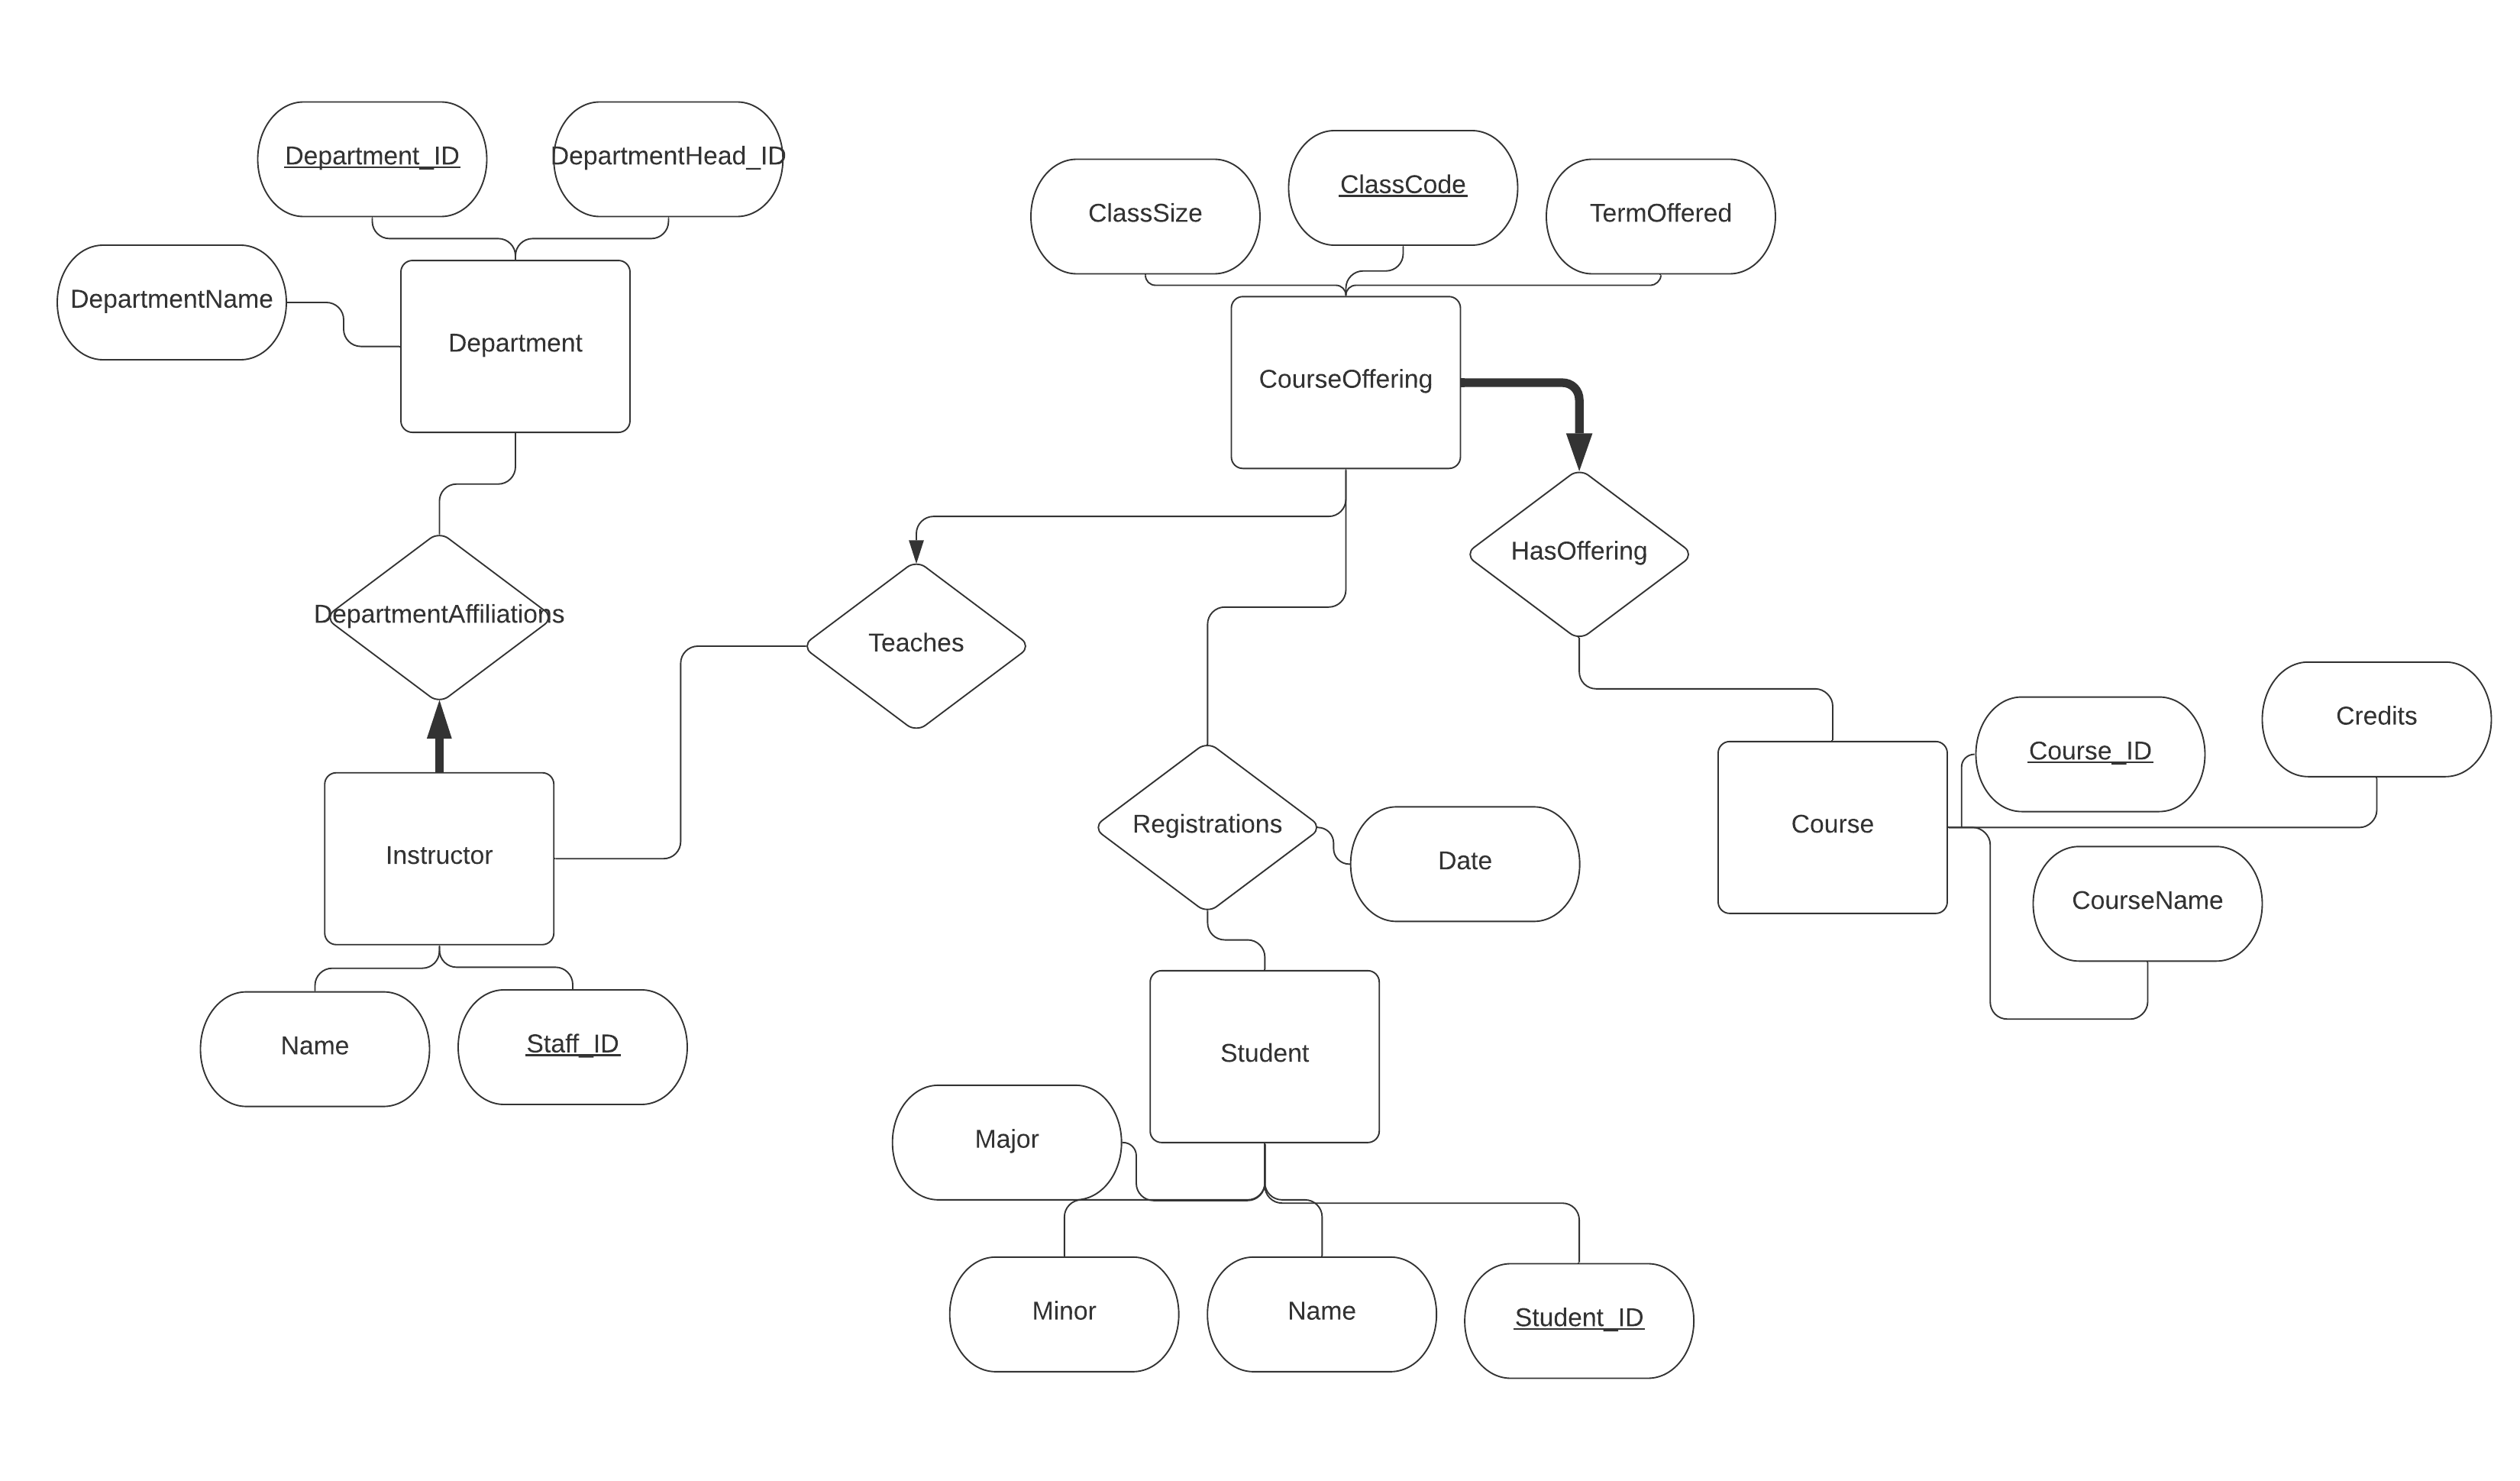 Department_ID
DepartmentHead_ID
ClassCode
ClassSize
TermOffered
DepartmentName
Department
CourseOffering
HasOffering
DepartmentAffiliations
Teaches
Credits
Course_ID
Registrations
Course
Instructor
Date
CourseName
Name
Staff_ID
Student
Major
Minor
Name
Student_ID